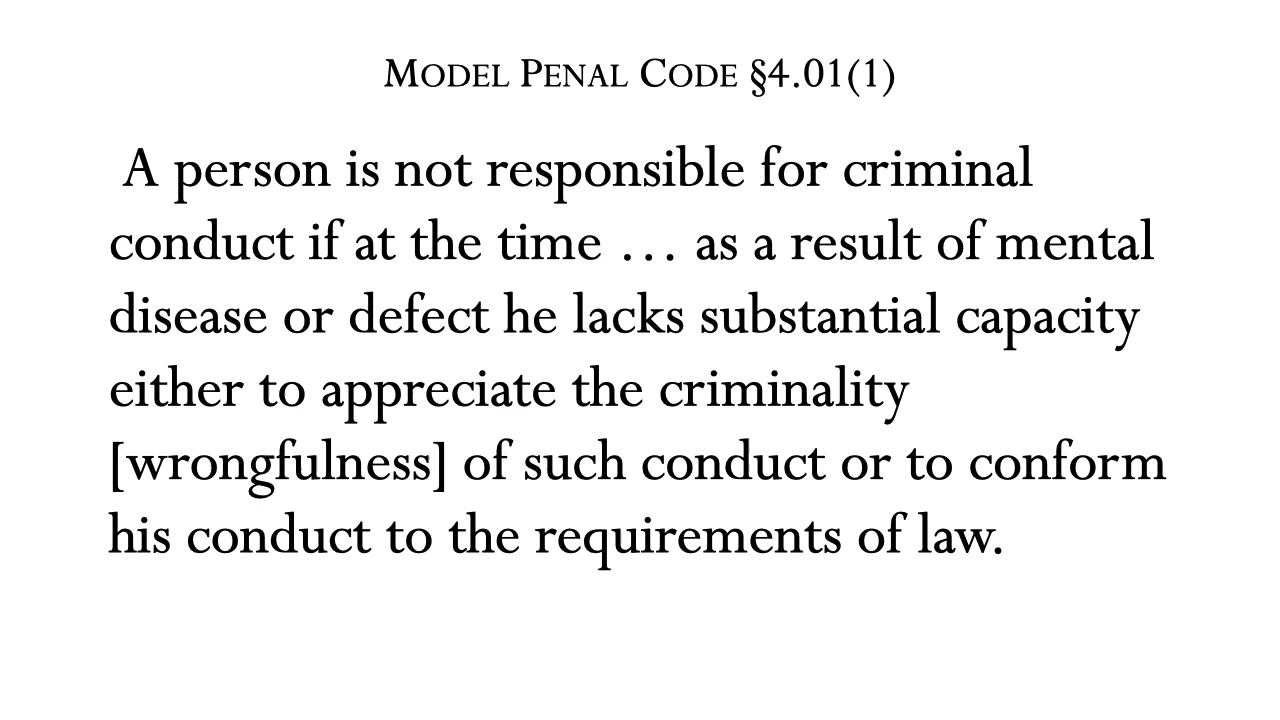 MODEL PENAL CODE §4.01(1)
A person is not responsible for criminal
conduct if at the time … as a result of mental
disease or defect he lacks substantial capacity
either to appreciate the criminality
[wrongfulness] of such conduct or to conform
his conduct to the requirements of law.